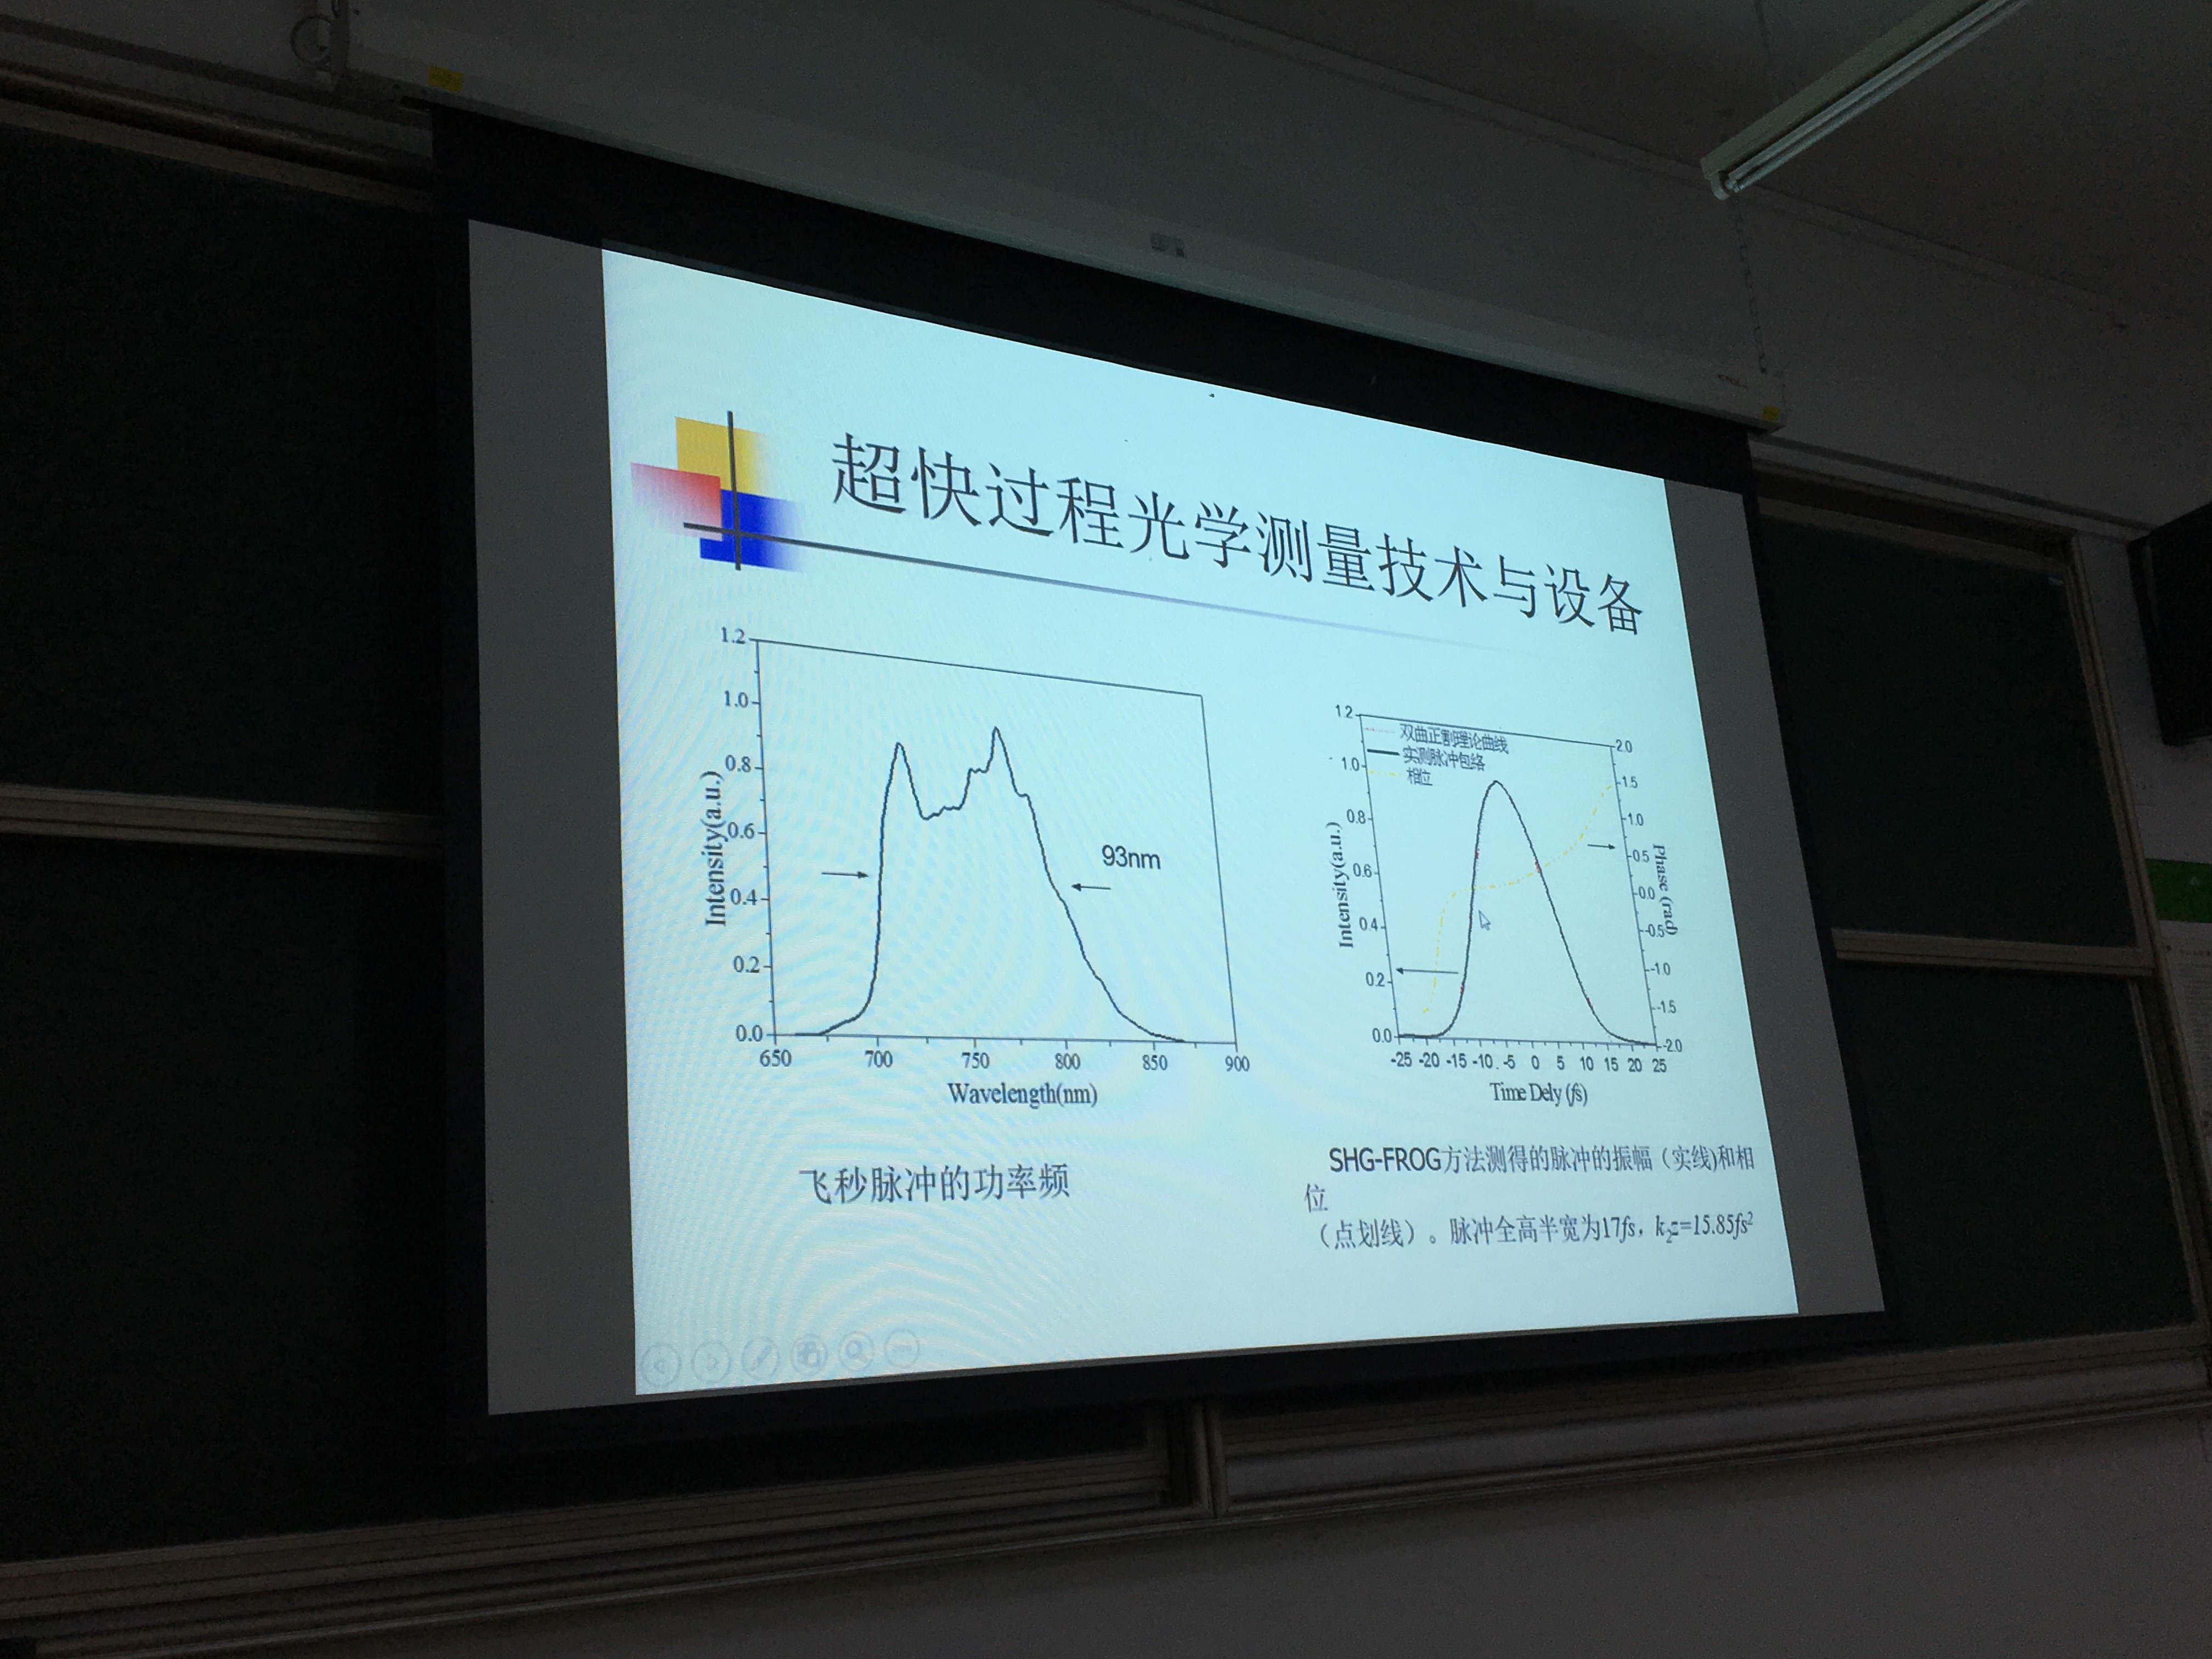 超快过程光学测量技术与设备
1.2
1.0
0.8
0.6
0.4
0.2
0.0
Intensity(a.u.)
93nm
650 700 750 800 850 900
Wavelength(nm)
飞秒脉冲的功率频
1.2
1.0
0.8
0.6
0.4
0.2
0.0
Intensity(a.u.)
双曲正割理论曲线
实测脉冲包络
相位
2.0
1.5
1.0
0.5
0.0
-0.5
-1.0
-1.5
-2.0
Phase (rad)
-25 -20 -15 -10 -5 0 5 10 15 20 25
Time Dely (fs)
SHG-FROG方法测得的脉冲的振幅（实线)和相
位
（点划线）。脉冲全高半宽为17fs，k₂z=15.85fs²